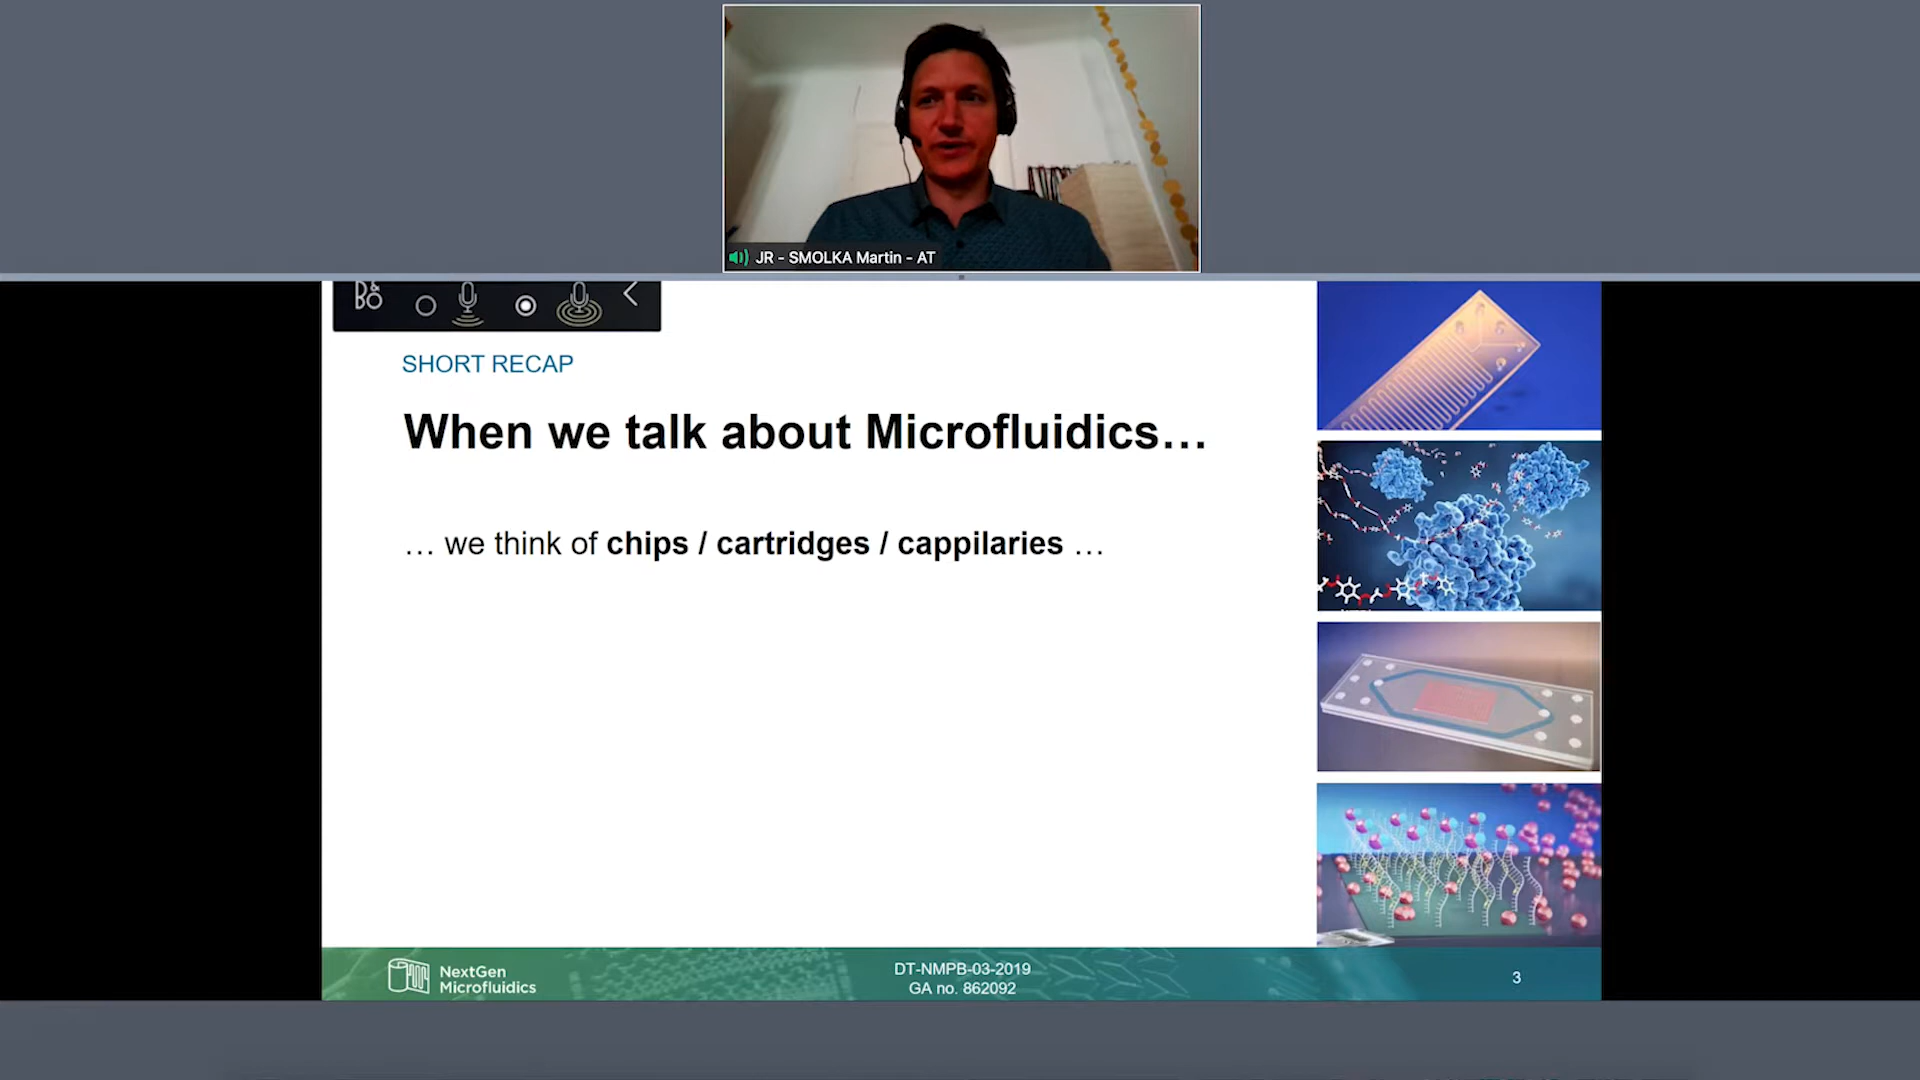 JR - SMOLKA Martin - AT
SHORT RECAP
When we talk about Microfluidics…
… we think of chips / cartridges / cappilaries …
NextGen
Microfluidics
DT-NMPB-03-2019
GA no. 862092
3